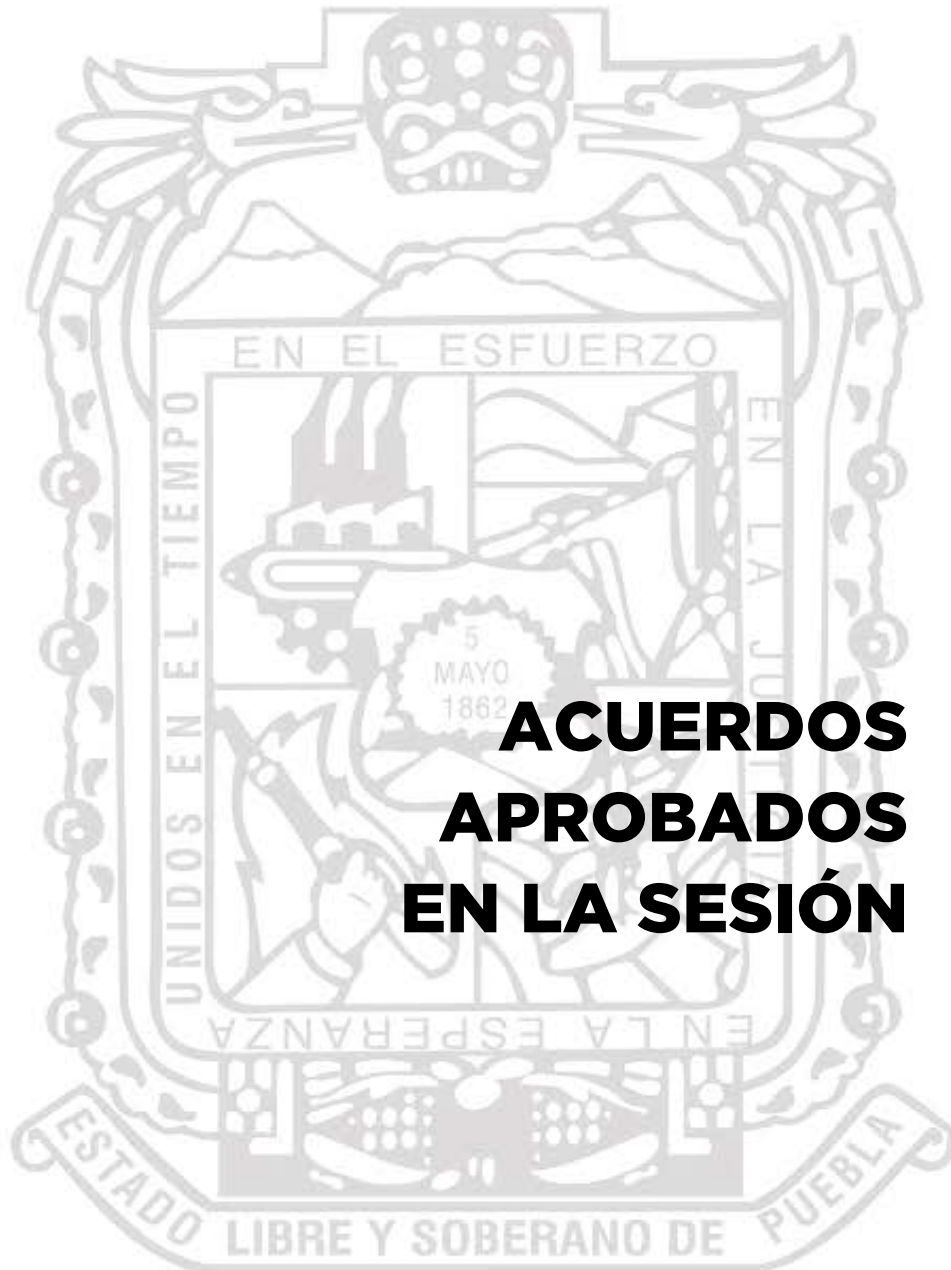 EN EL ESFUERZO
UNIDOS EN EL TIEMPO
EN LA
5
MAYO
1862
ACUERDOS
APROBADOS
EN LA SESIÓN
EN LA ESPERANZA
ESTADO LIBRE Y SOBERANO DE PUEBLA